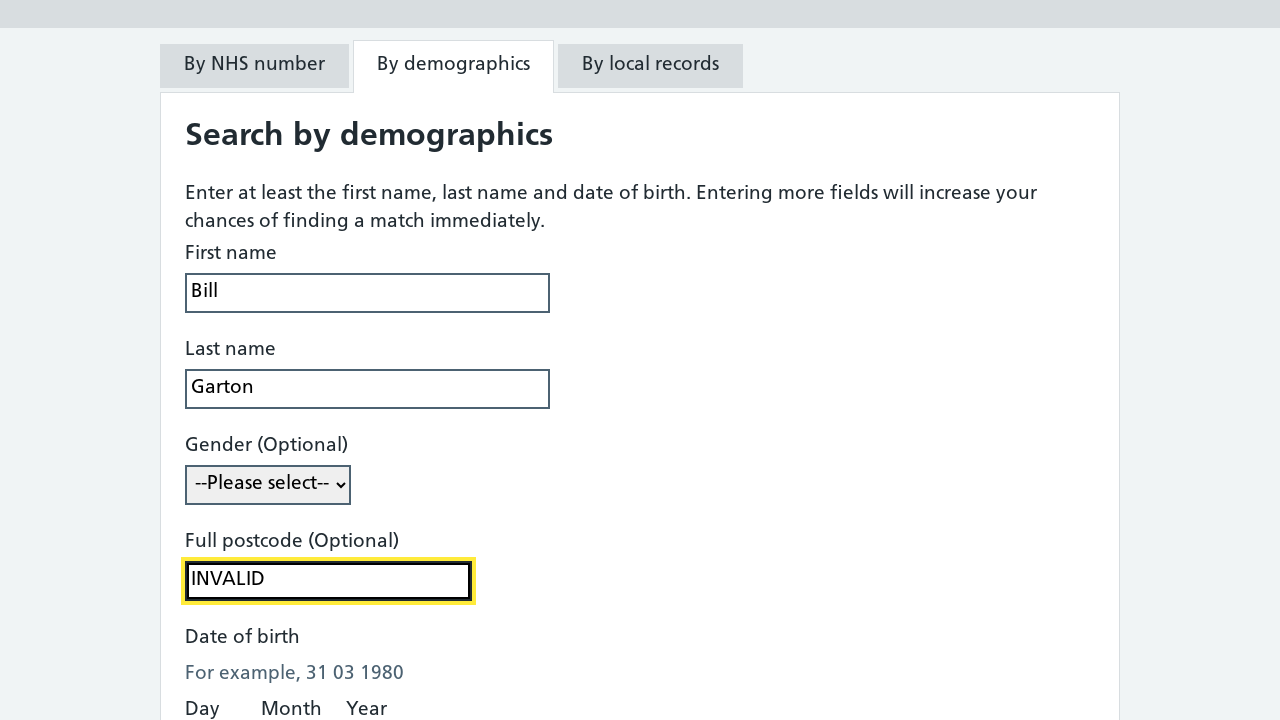 By NHS number
By demographics
By local records
Search by demographics
Enter at least the first name, last name and date of birth. Entering more fields will increase your
chances of finding a match immediately.
First name
Bill
Last name
Garton
Gender (Optional)
--Please select--
Full postcode (Optional)
INVALID
Date of birth
For example, 31 03 1980
Day Month Year